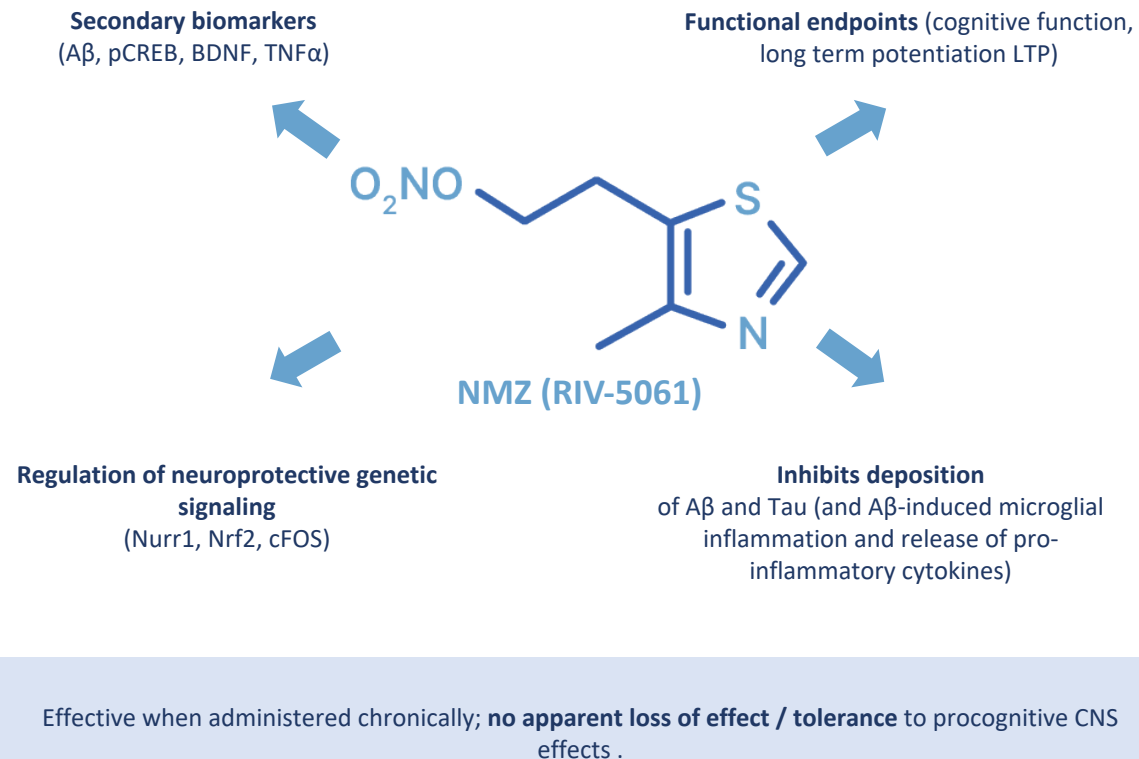 Secondary biomarkers
(Aβ, pCREB, BDNF, TNFα)
Functional endpoints (cognitive function,
long term potentiation LTP)
O₂NO
S
N
NMZ (RIV-5061)
Regulation of neuroprotective genetic
signaling
(Nurr1, Nrf2, cFOS)
Inhibits deposition
of Aβ and Tau (and Aβ-induced microglial
inflammation and release of pro-
inflammatory cytokines)
Effective when administered chronically; no apparent loss of effect / tolerance to procognitive CNS
effects .